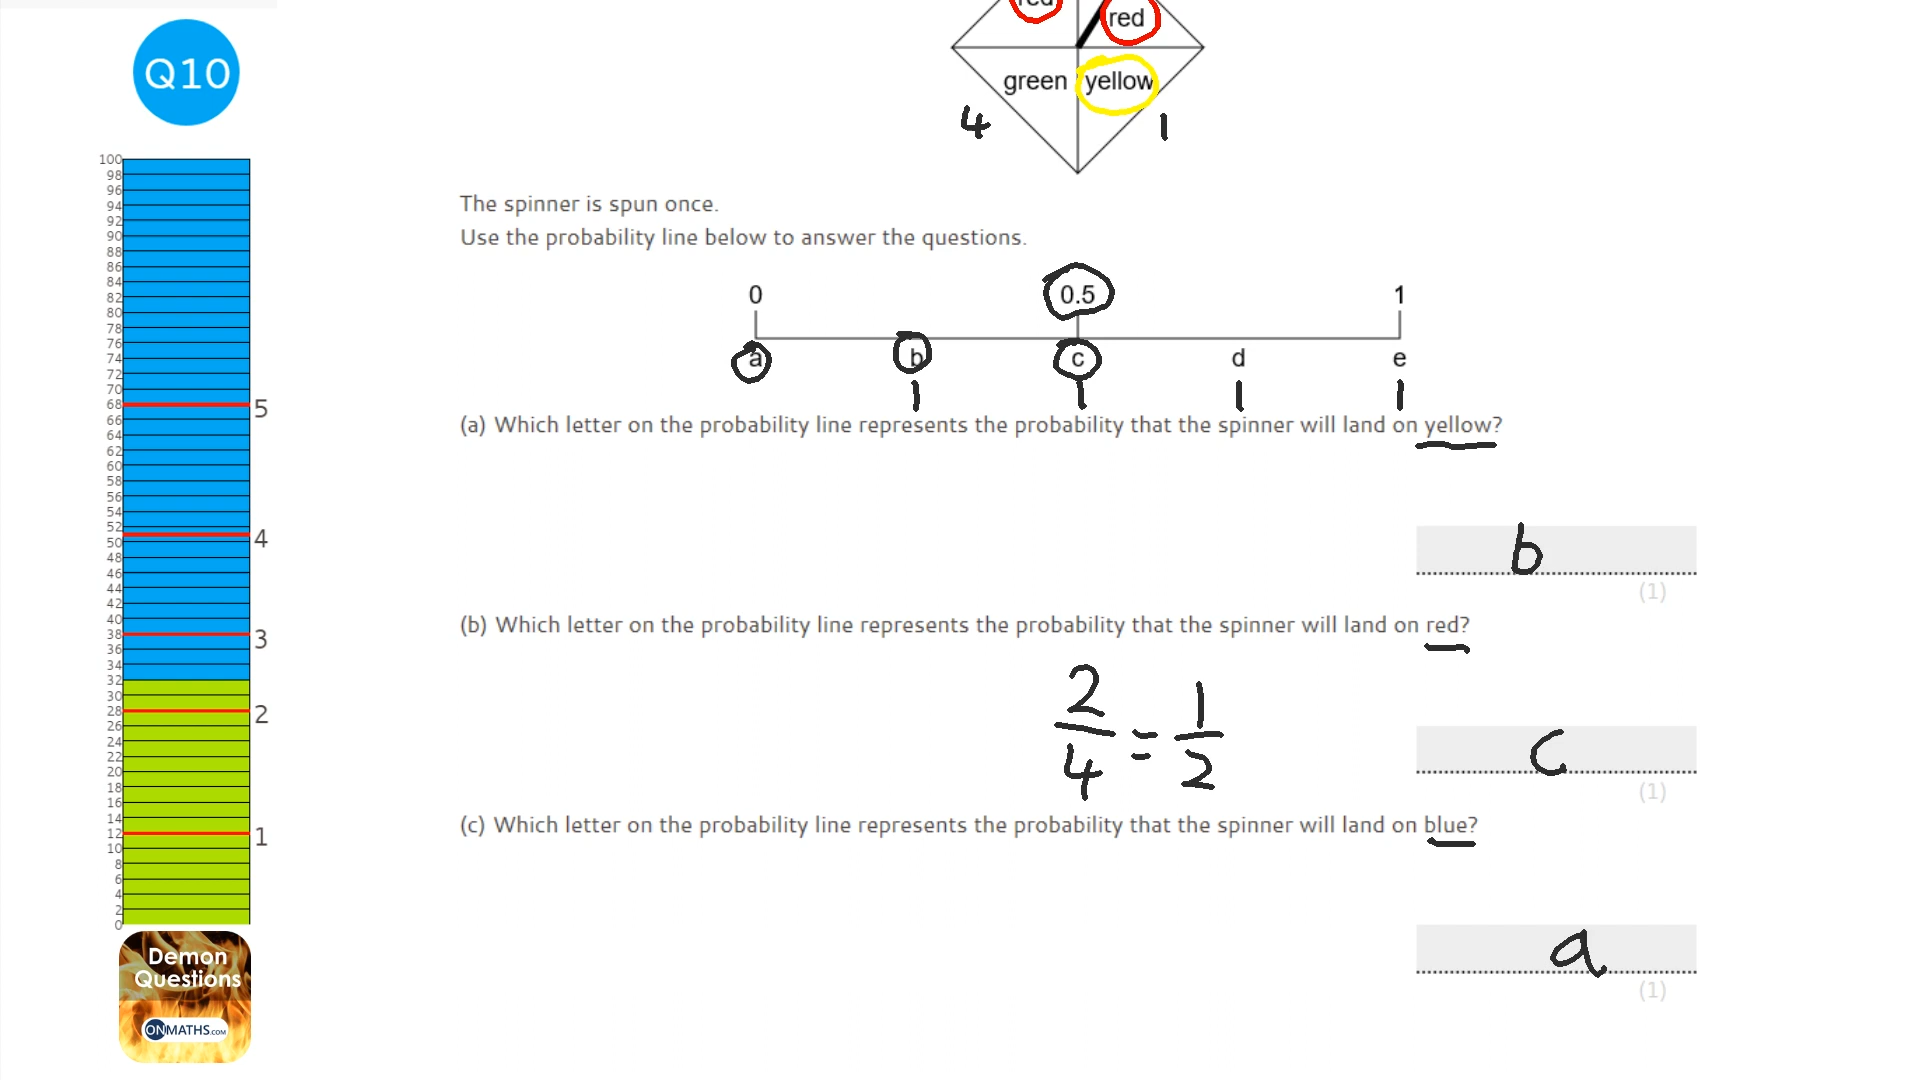 Q10
red
red
green yellow
4
1
The spinner is spun once.
Use the probability line below to answer the questions.
0 0.5 1
a b c d e
1 1 1 1
(a) Which letter on the probability line represents the probability that the spinner will land on yellow?
b
(1)
(b) Which letter on the probability line represents the probability that the spinner will land on red?
2/4 = 1/2
c
(1)
(c) Which letter on the probability line represents the probability that the spinner will land on blue?
a
(1)
100
98
96
94
92
90
88
86
84
82
80
78
76
74
72
70
68 5
66
64
62
60
58
56
54
52
50 4
48
46
44
42
40
38 3
36
34
32
30
28 2
26
24
22
20
18
16
14
12 1
10
8
6
4
2
0
Demon
Questions
ONMATHS.COM